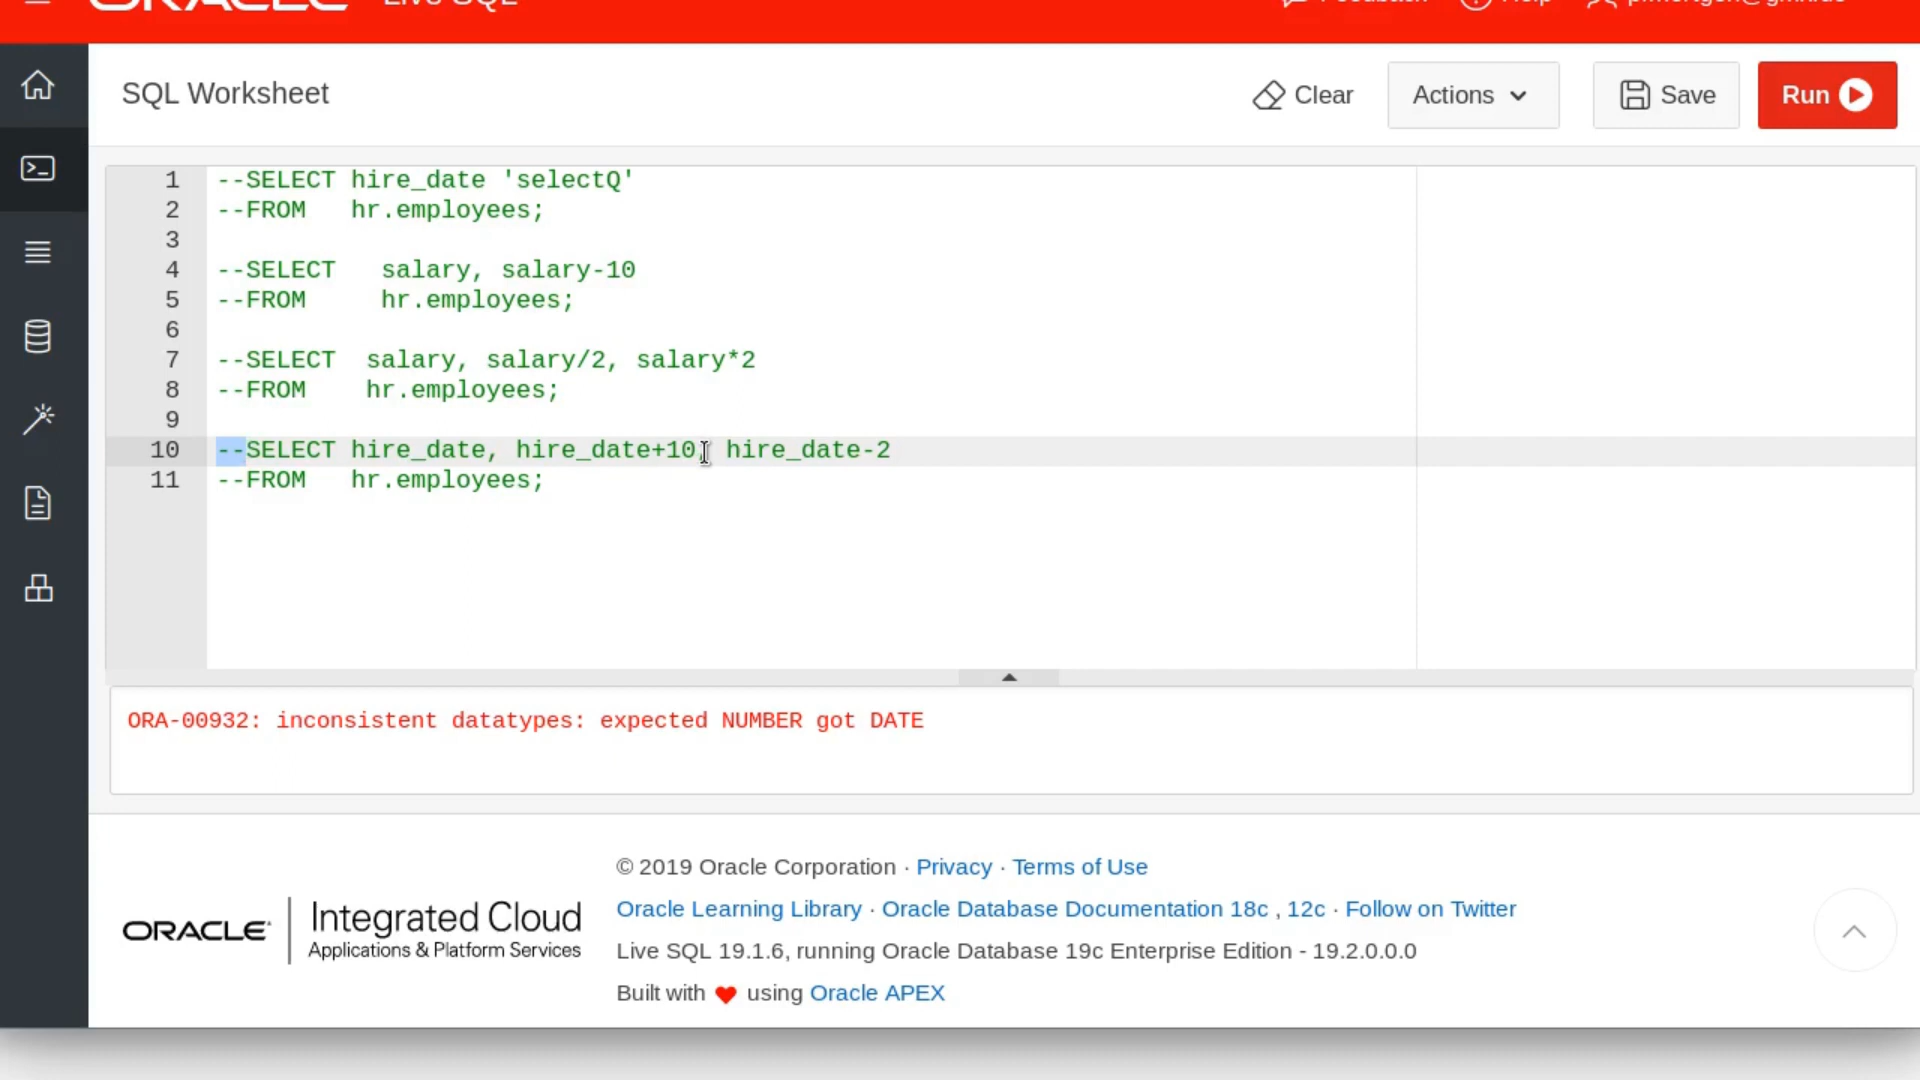 ORACLE Live SQL Feedback Help
SQL Worksheet
Clear
Actions
Save
Run
1 --SELECT hire_date 'selectQ'
2 --FROM   hr.employees;
3
4 --SELECT   salary, salary-10
5 --FROM     hr.employees;
6
7 --SELECT  salary, salary/2, salary*2
8 --FROM    hr.employees;
9
10 --SELECT hire_date, hire_date+10, hire_date-2
11 --FROM   hr.employees;
ORA-00932: inconsistent datatypes: expected NUMBER got DATE
© 2019 Oracle Corporation · Privacy · Terms of Use
ORACLE Integrated Cloud
Applications & Platform Services
Oracle Learning Library · Oracle Database Documentation 18c , 12c · Follow on Twitter
Live SQL 19.1.6, running Oracle Database 19c Enterprise Edition - 19.2.0.0.0
Built with ❤ using Oracle APEX